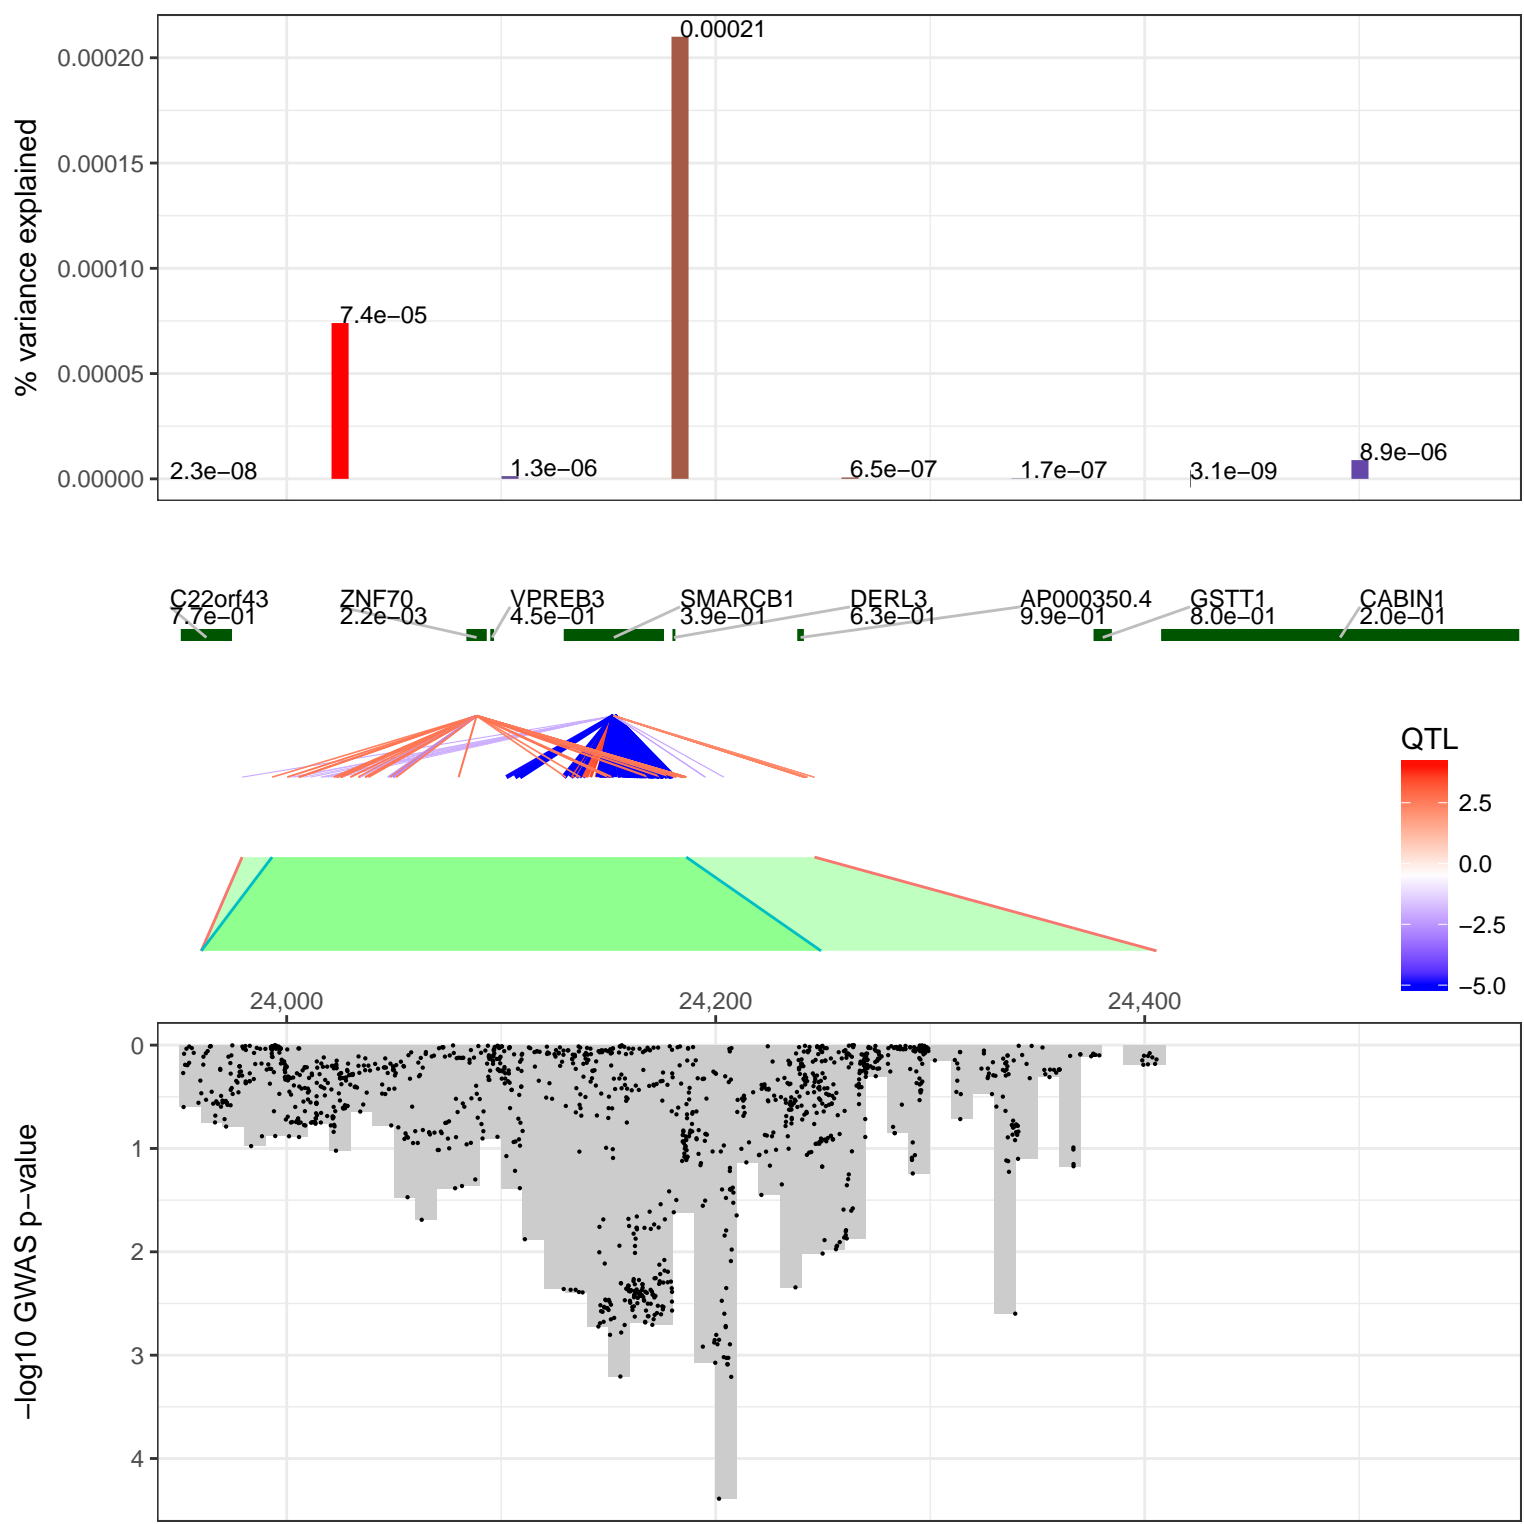 % variance explained
0.00020
0.00015
0.00010
0.00005
0.00000
2.3e−08
7.4e−05
1.3e−06
0.00021
6.5e−07
1.7e−07
3.1e−09
8.9e−06
C22orf43 ZNF70 VPREB3 SMARCB1 DERL3 AP000350.4 GSTT1 CABIN1
7.7e−01 2.2e−03 4.5e−01 3.9e−01 6.3e−01 9.9e−01 8.0e−01 2.0e−01
QTL
2.5
0.0
−2.5
−5.0
24,000 24,200 24,400
−log10 GWAS p−value
0
1
2
3
4